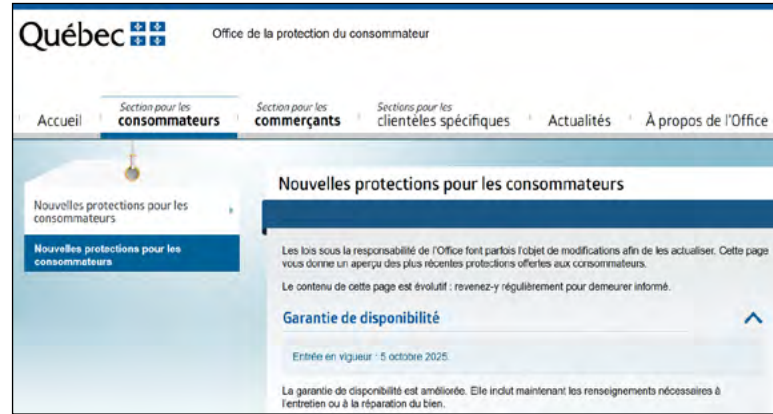 Québec
Office de la protection du consommateur
Accueil
Section pour les
consommateurs
Section pour les
commerçants
Sections pour les
clientèles spécifiques
Actualités
À propos de l'Office
Nouvelles protections pour les
consommateurs
Nouvelles protections pour les
consommateurs
Nouvelles protections pour les consommateurs
Les lois sous la responsabilité de l'Office font parfois l'objet de modifications afin de les actualiser. Cette page
vous donne un aperçu des plus récentes protections offertes aux consommateurs.
Le contenu de cette page est évolutif : revenez-y régulièrement pour demeurer informé.
Garantie de disponibilité
Entrée en vigueur : 5 octobre 2025.
La garantie de disponibilité est améliorée. Elle inclut maintenant les renseignements nécessaires à
l'entretien ou à la réparation du bien.